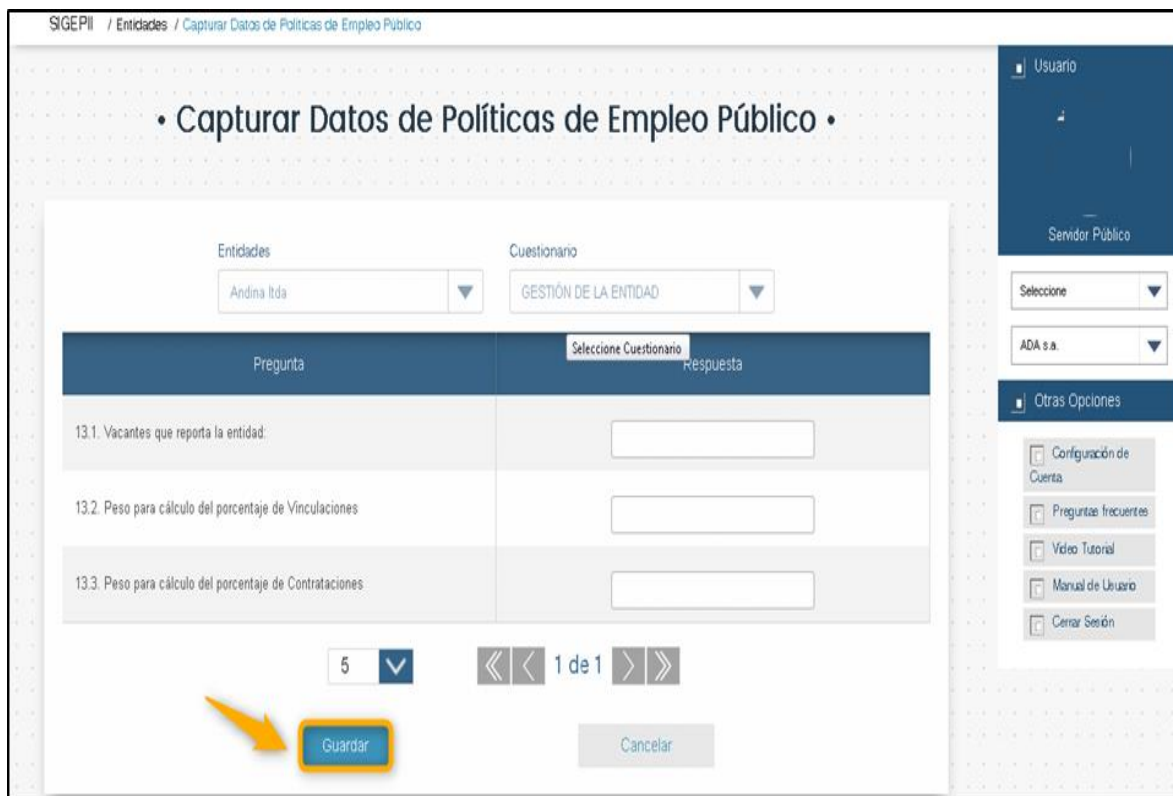 SIGEPII / Entidades / Capturar Datos de Políticas de Empleo Público
• Capturar Datos de Políticas de Empleo Público •
Entidades
Cuestionario
Andina ltda
GESTIÓN DE LA ENTIDAD
Seleccione Cuestionario
Pregunta
Respuesta
13.1. Vacantes que reporta la entidad:
13.2. Peso para cálculo del porcentaje de Vinculaciones
13.3. Peso para cálculo del porcentaje de Contrataciones
5
1 de 1
Guardar
Cancelar
Usuario
Servidor Público
Seleccione
ADA s.a.
Otras Opciones
Configuración de
Cuenta
Preguntas frecuentes
Video Tutorial
Manual de Usuario
Cerrar Sesión